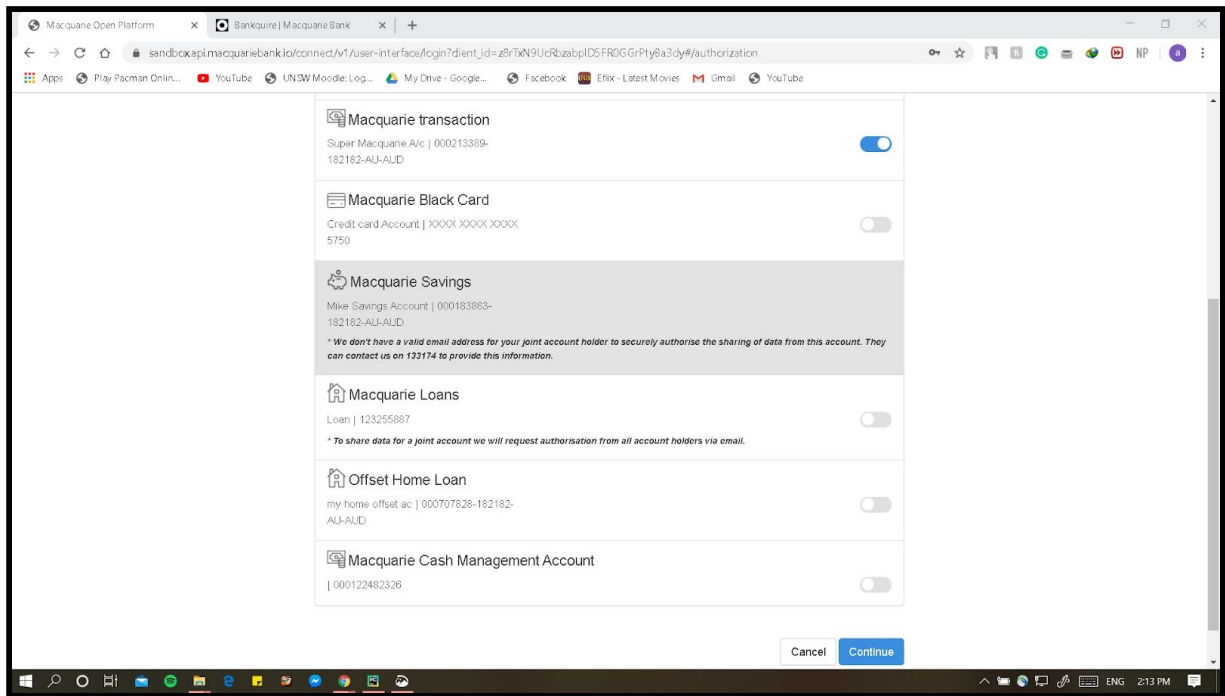 Macquarie Open Platform
Bankquire | Macquarie Bank
sandbox.api.macquariebank.io/connect/v1/user-interface/login?client_id=z8rTxN9UcRbzabplD5FR0GGrPty8a3dy#/authorization
NP
a
Apps
Play Pacman Onlin...
YouTube
UNSW Moodle: Log...
My Drive - Google...
Facebook
Eflix - Latest Movies
Gmail
YouTube
Macquarie transaction
Super Macquarie A/c | 000213389-
182182-AU-AUD
Macquarie Black Card
Credit card Account | XXXX XXXX XXXX
5750
Macquarie Savings
Mike Savings Account | 000183863-
182182-AU-AUD
* We don't have a valid email address for your joint account holder to securely authorise the sharing of data from this account. They
can contact us on 133174 to provide this information.
Macquarie Loans
Loan | 123255887
* To share data for a joint account we will request authorisation from all account holders via email.
Offset Home Loan
my home offset ac | 000707828-182182-
AU-AUD
Macquarie Cash Management Account
| 000122482326
Cancel
Continue
ENG
2:13 PM